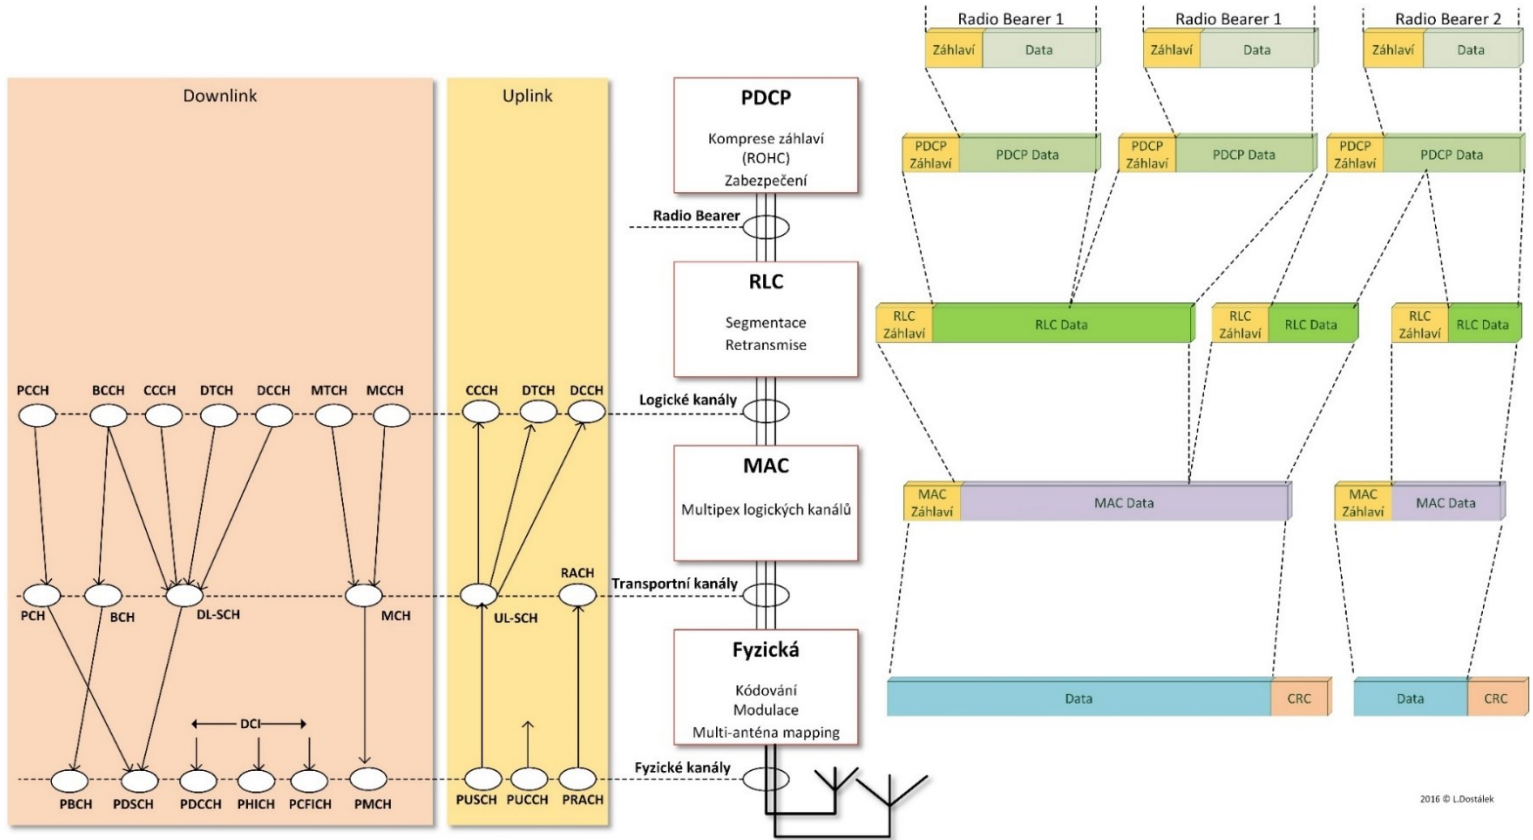 Downlink
Uplink
PCCH
BCCH
CCCH
DTCH
DCCH
MTCH
MCCH
CCCH
DTCH
DCCH
PCH
BCH
DL-SCH
MCH
UL-SCH
RACH
DCI
PBCH
PDSCH
PDCCH
PHICH
PCFICH
PMCH
PUSCH
PUCCH
PRACH
PDCP
Komprese záhlaví
(ROHC)
Zabezpečení
Radio Bearer
RLC
Segmentace
Retransmise
Logické kanály
MAC
Multipex logických kanálů
Transportní kanály
Fyzická
Kódování
Modulace
Multi-anténa mapping
Fyzické kanály
Radio Bearer 1
Radio Bearer 1
Radio Bearer 2
Záhlaví
Data
Záhlaví
Data
Záhlaví
Data
PDCP
Záhlaví
PDCP Data
PDCP
Záhlaví
PDCP Data
PDCP
Záhlaví
PDCP Data
RLC
Záhlaví
RLC Data
RLC
Záhlaví
RLC Data
RLC
Záhlaví
RLC Data
MAC
Záhlaví
MAC Data
MAC
Záhlaví
MAC Data
Data
CRC
Data
CRC
2016 © L.Dostálek